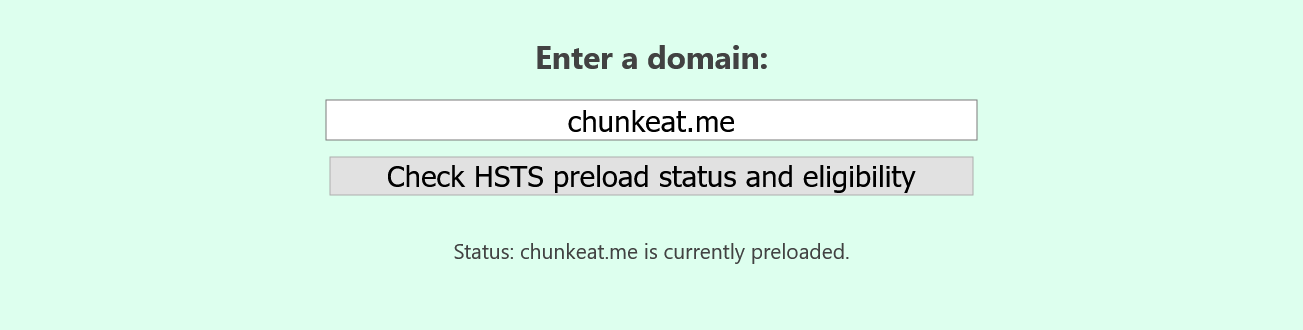 Enter a domain:
chunkeat.me
Check HSTS preload status and eligibility
Status: chunkeat.me is currently preloaded.